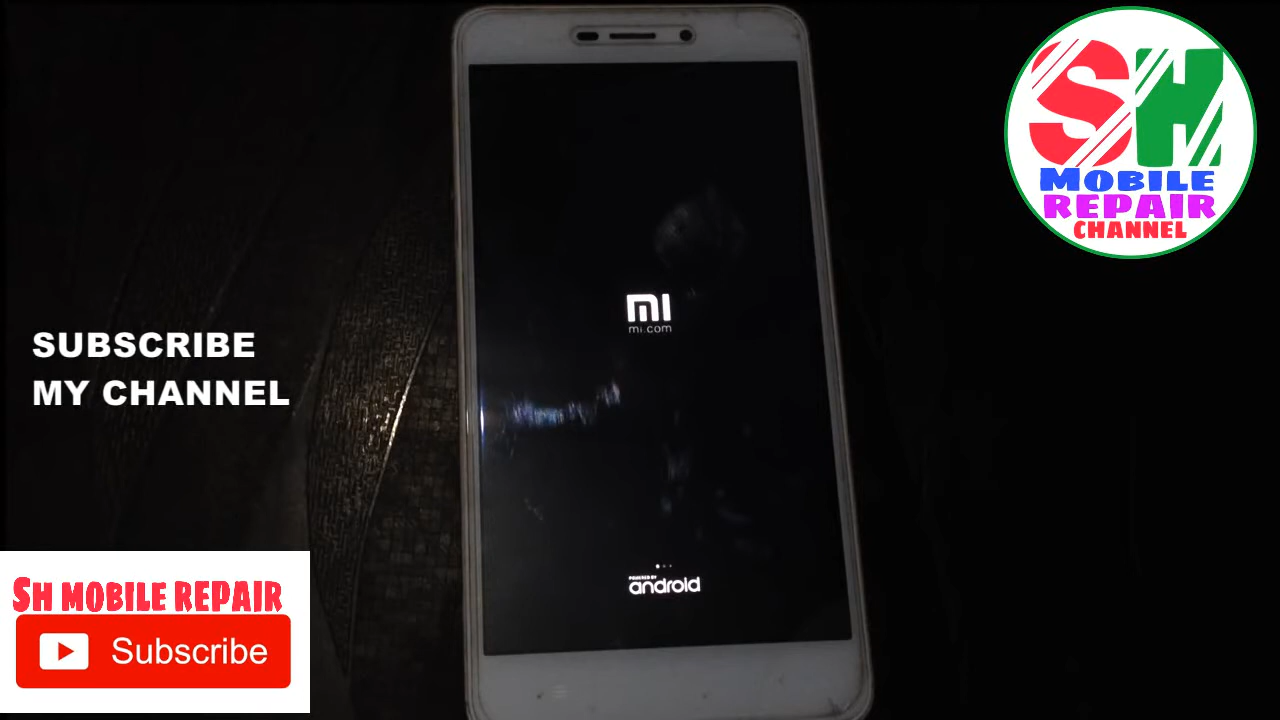 SH
MOBILE
REPAIR
CHANNEL
mi
mi.com
SUBSCRIBE
MY CHANNEL
POWERED BY
android
SH MOBILE REPAIR
Subscribe